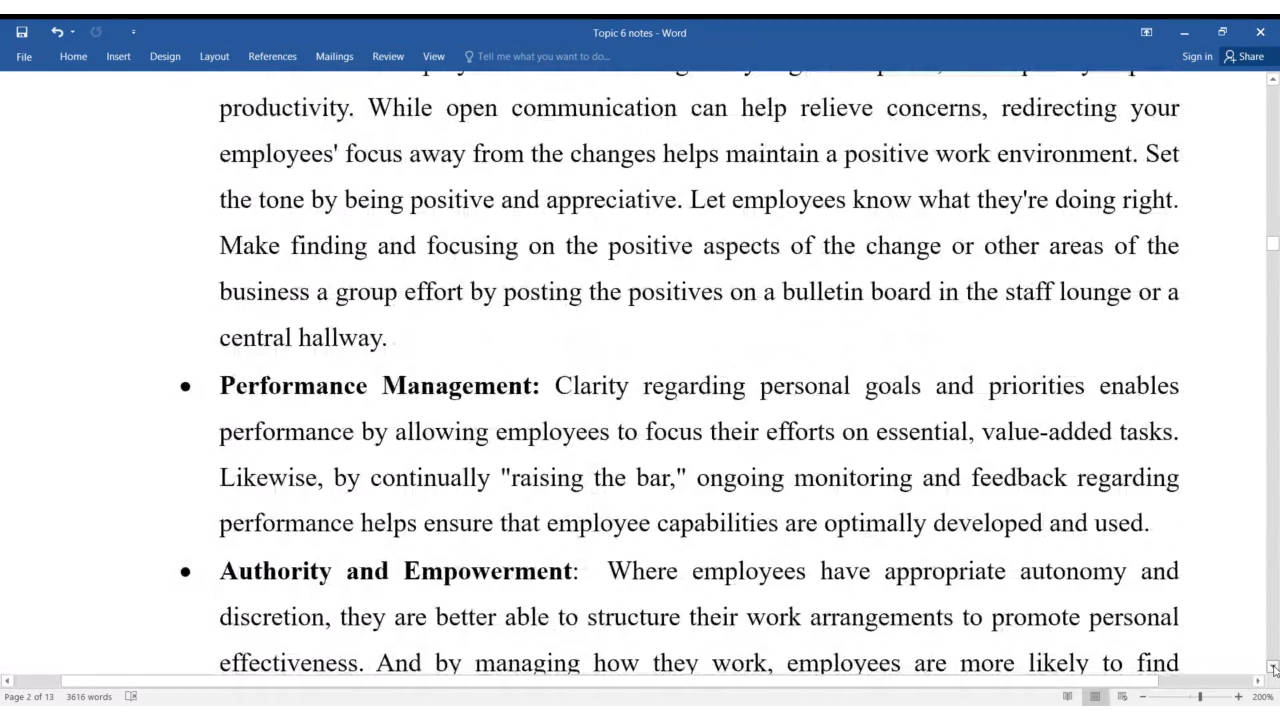 Topic 6 notes - Word
File Home Insert Design Layout References Mailings Review View Tell me what you want to do... Sign in Share
productivity. While open communication can help relieve concerns, redirecting your
employees' focus away from the changes helps maintain a positive work environment. Set
the tone by being positive and appreciative. Let employees know what they're doing right.
Make finding and focusing on the positive aspects of the change or other areas of the
business a group effort by posting the positives on a bulletin board in the staff lounge or a
central hallway.
• Performance Management: Clarity regarding personal goals and priorities enables
performance by allowing employees to focus their efforts on essential, value-added tasks.
Likewise, by continually "raising the bar," ongoing monitoring and feedback regarding
performance helps ensure that employee capabilities are optimally developed and used.
• Authority and Empowerment: Where employees have appropriate autonomy and
discretion, they are better able to structure their work arrangements to promote personal
effectiveness. And by managing how they work, employees are more likely to find
Page 2 of 13 3616 words 200%